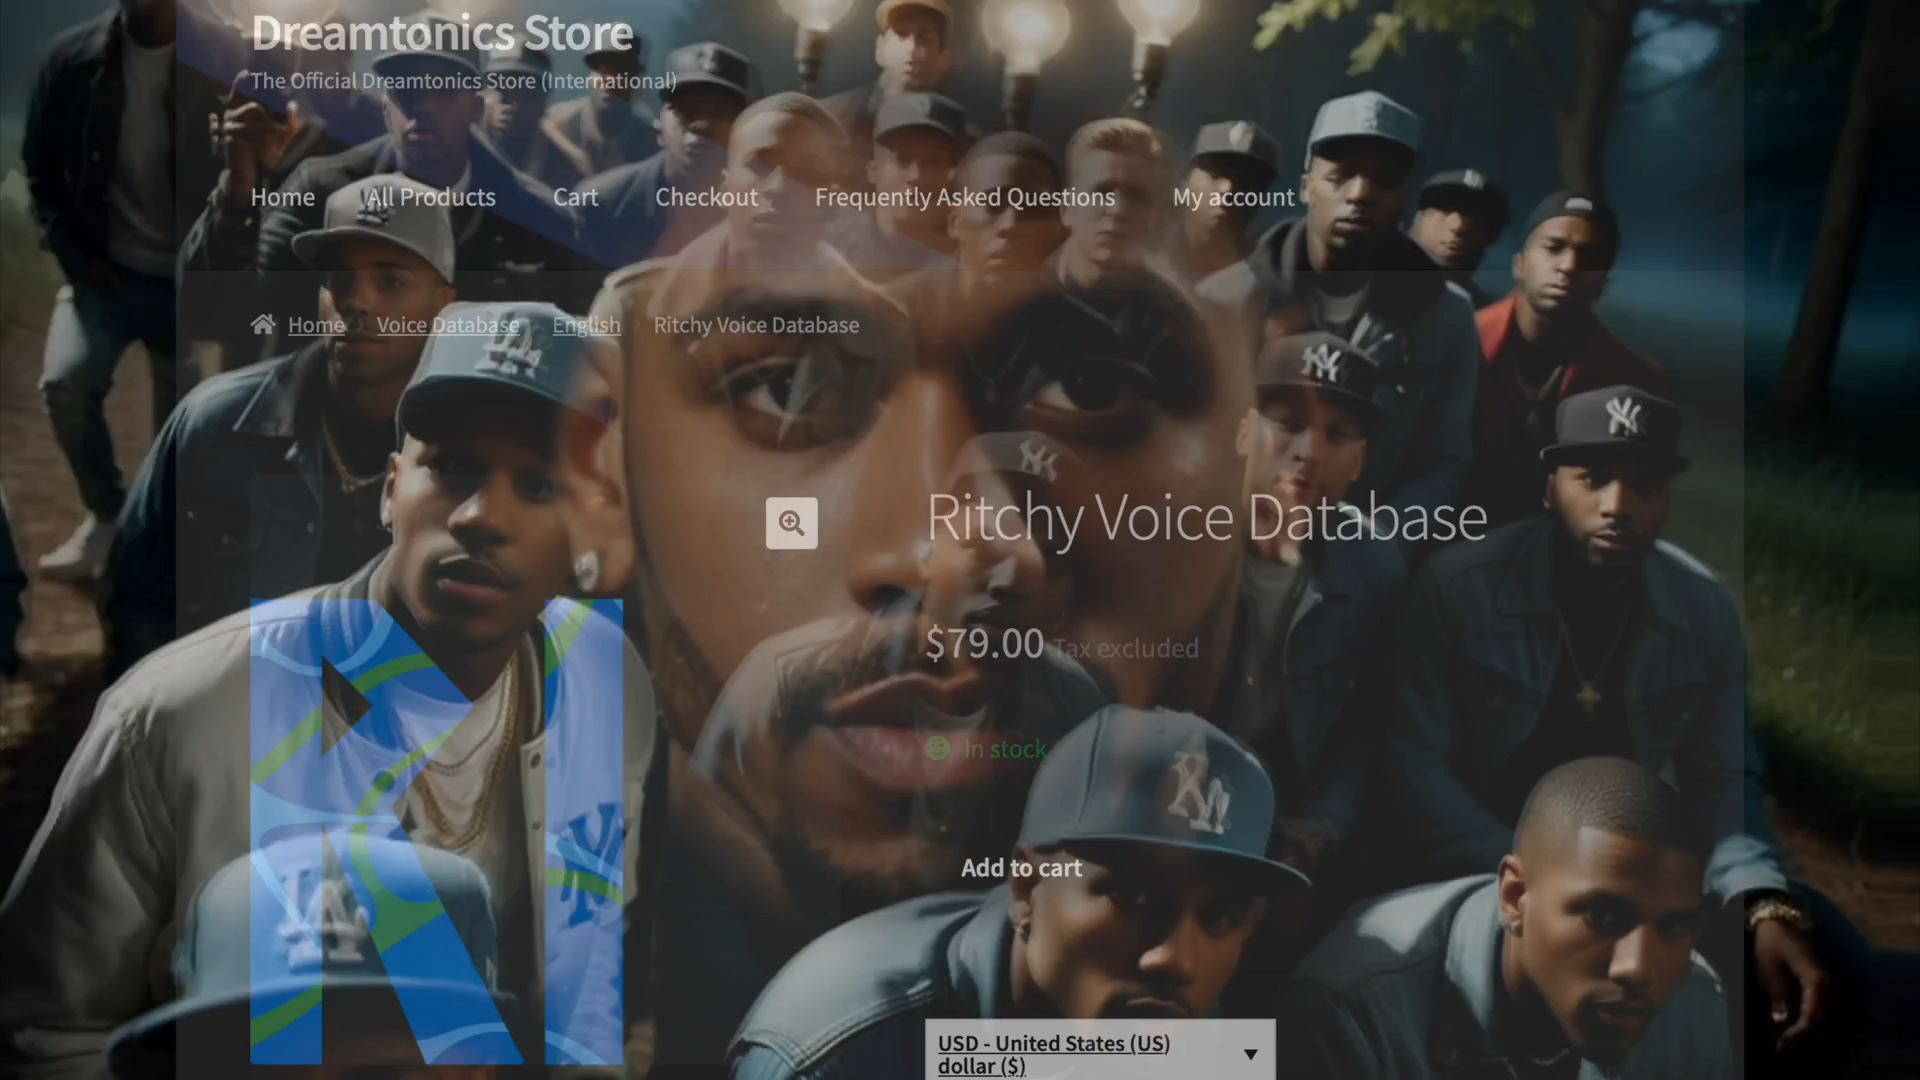 Dreamtonics Store
The Official Dreamtonics Store (International)
Home All Products Cart Checkout Frequently Asked Questions My account
Home Voice Database English Ritchy Voice Database
Ritchy Voice Database
$79.00 Tax excluded
In stock
Add to cart
USD - United States (US)
dollar ($)